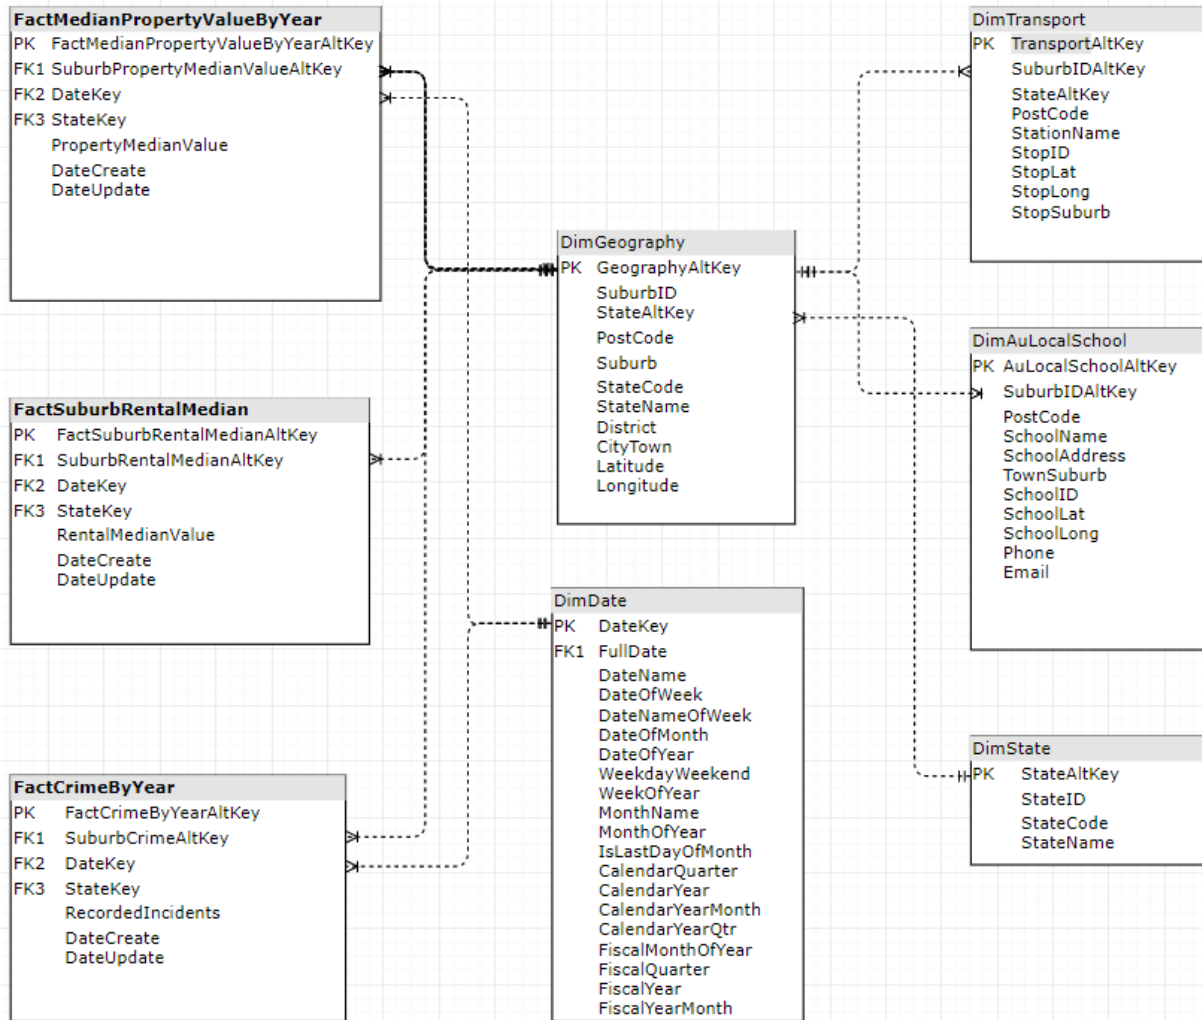 FactMedianPropertyValueByYear
PK FactMedianPropertyValueByYearAltKey
FK1 SuburbPropertyMedianValueAltKey
FK2 DateKey
FK3 StateKey
PropertyMedianValue
DateCreate
DateUpdate
FactSuburbRentalMedian
PK FactSuburbRentalMedianAltKey
FK1 SuburbRentalMedianAltKey
FK2 DateKey
FK3 StateKey
RentalMedianValue
DateCreate
DateUpdate
FactCrimeByYear
PK FactCrimeByYearAltKey
FK1 SuburbCrimeAltKey
FK2 DateKey
FK3 StateKey
RecordedIncidents
DateCreate
DateUpdate
DimGeography
PK GeographyAltKey
SuburbID
StateAltKey
PostCode
Suburb
StateCode
StateName
District
CityTown
Latitude
Longitude
DimDate
PK DateKey
FK1 FullDate
DateName
DateOfWeek
DateNameOfWeek
DateOfMonth
DateOfYear
WeekdayWeekend
WeekOfYear
MonthName
MonthOfYear
IsLastDayOfMonth
CalendarQuarter
CalendarYear
CalendarYearMonth
CalendarYearQtr
FiscalMonthOfYear
FiscalQuarter
FiscalYear
FiscalYearMonth
DimTransport
PK TransportAltKey
SuburbIDAltKey
StateAltKey
PostCode
StationName
StopID
StopLat
StopLong
StopSuburb
DimAuLocalSchool
PK AuLocalSchoolAltKey
SuburbIDAltKey
PostCode
SchoolName
SchoolAddress
TownSuburb
SchoolID
SchoolLat
SchoolLong
Phone
Email
DimState
PK StateAltKey
StateID
StateCode
StateName